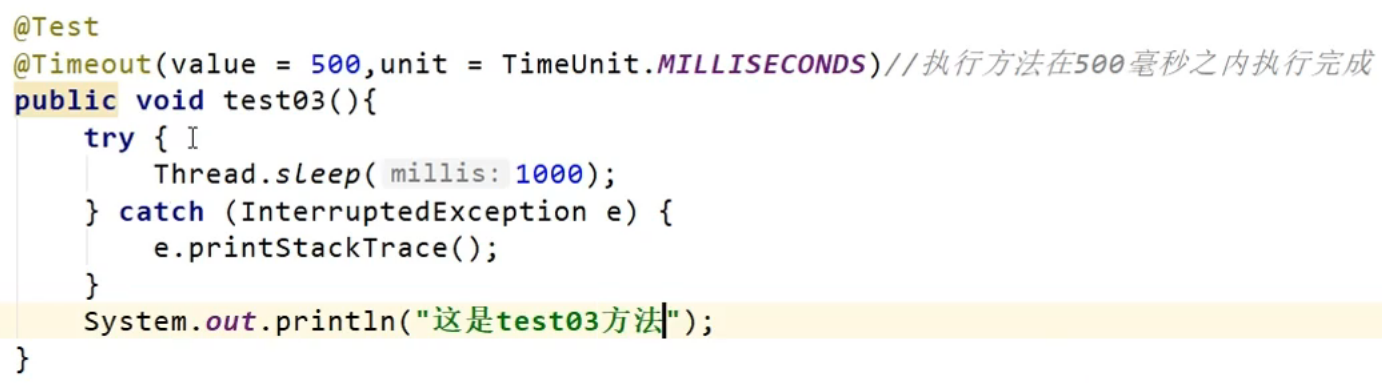 @Test
@Timeout(value = 500,unit = TimeUnit.MILLISECONDS)//执行方法在500毫秒之内执行完成
public void test03(){
try {
Thread.sleep( millis: 1000);
} catch (InterruptedException e) {
e.printStackTrace();
}
System.out.println("这是test03方法");
}